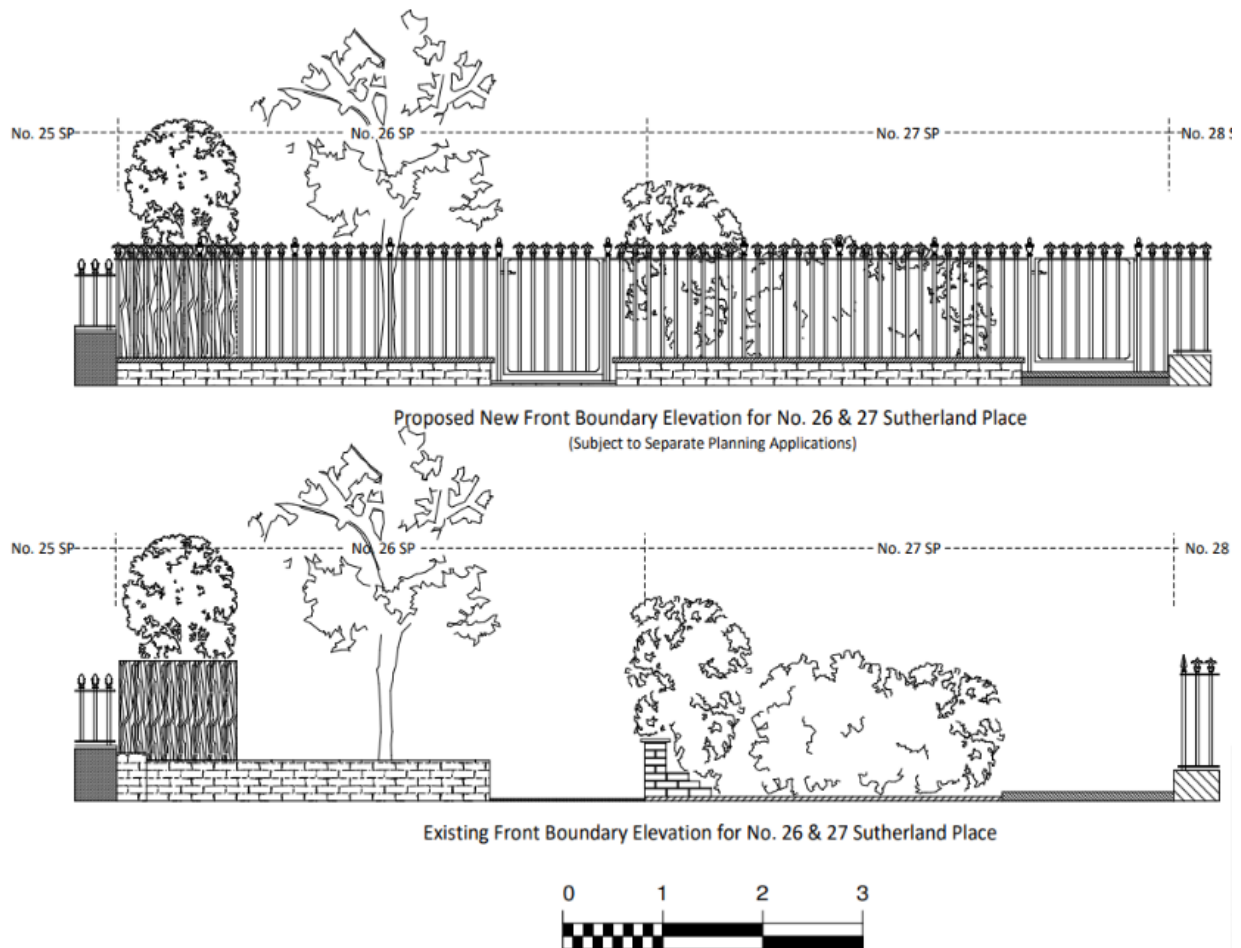 No. 25 SP
No. 26 SP
No. 27 SP
No. 28
Proposed New Front Boundary Elevation for No. 26 & 27 Sutherland Place
(Subject to Separate Planning Applications)
No. 25 SP
No. 26 SP
No. 27 SP
No. 28
Existing Front Boundary Elevation for No. 26 & 27 Sutherland Place
0 1 2 3